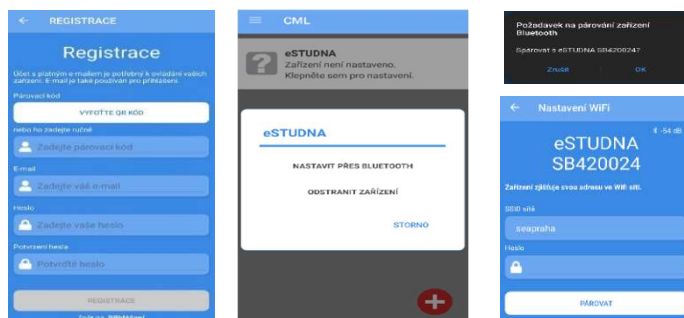 REGISTRACE
Registrace
Účet s platným e-mailem je potřebný k ovládání vašich
zařízení. E-mail je také používán pro přihlášení.
Párovací kód
VYFOŤTE QR KÓD
nebo ho zadejte ručně
Zadejte párovací kód
E-mail
Zadejte váš e-mail
Heslo
Zadejte vaše heslo
Potvrzení hesla
Potvrďte heslo
REGISTRACE
CML
eSTUDNA
Zařízení není nastaveno.
Klepněte sem pro nastavení.
eSTUDNA
NASTAVIT PŘES BLUETOOTH
ODSTRANIT ZAŘÍZENÍ
STORNO
Požadavek na párování zařízení
Bluetooth
Spárovat s eSTUDNA SB420024?
Zrušit
OK
Nastavení WiFi
-54 dB
eSTUDNA
SB420024
Zařízení zjišťuje svou adresu ve WiFi síti.
SSID sítě
seapraha
Heslo
PÁROVAT